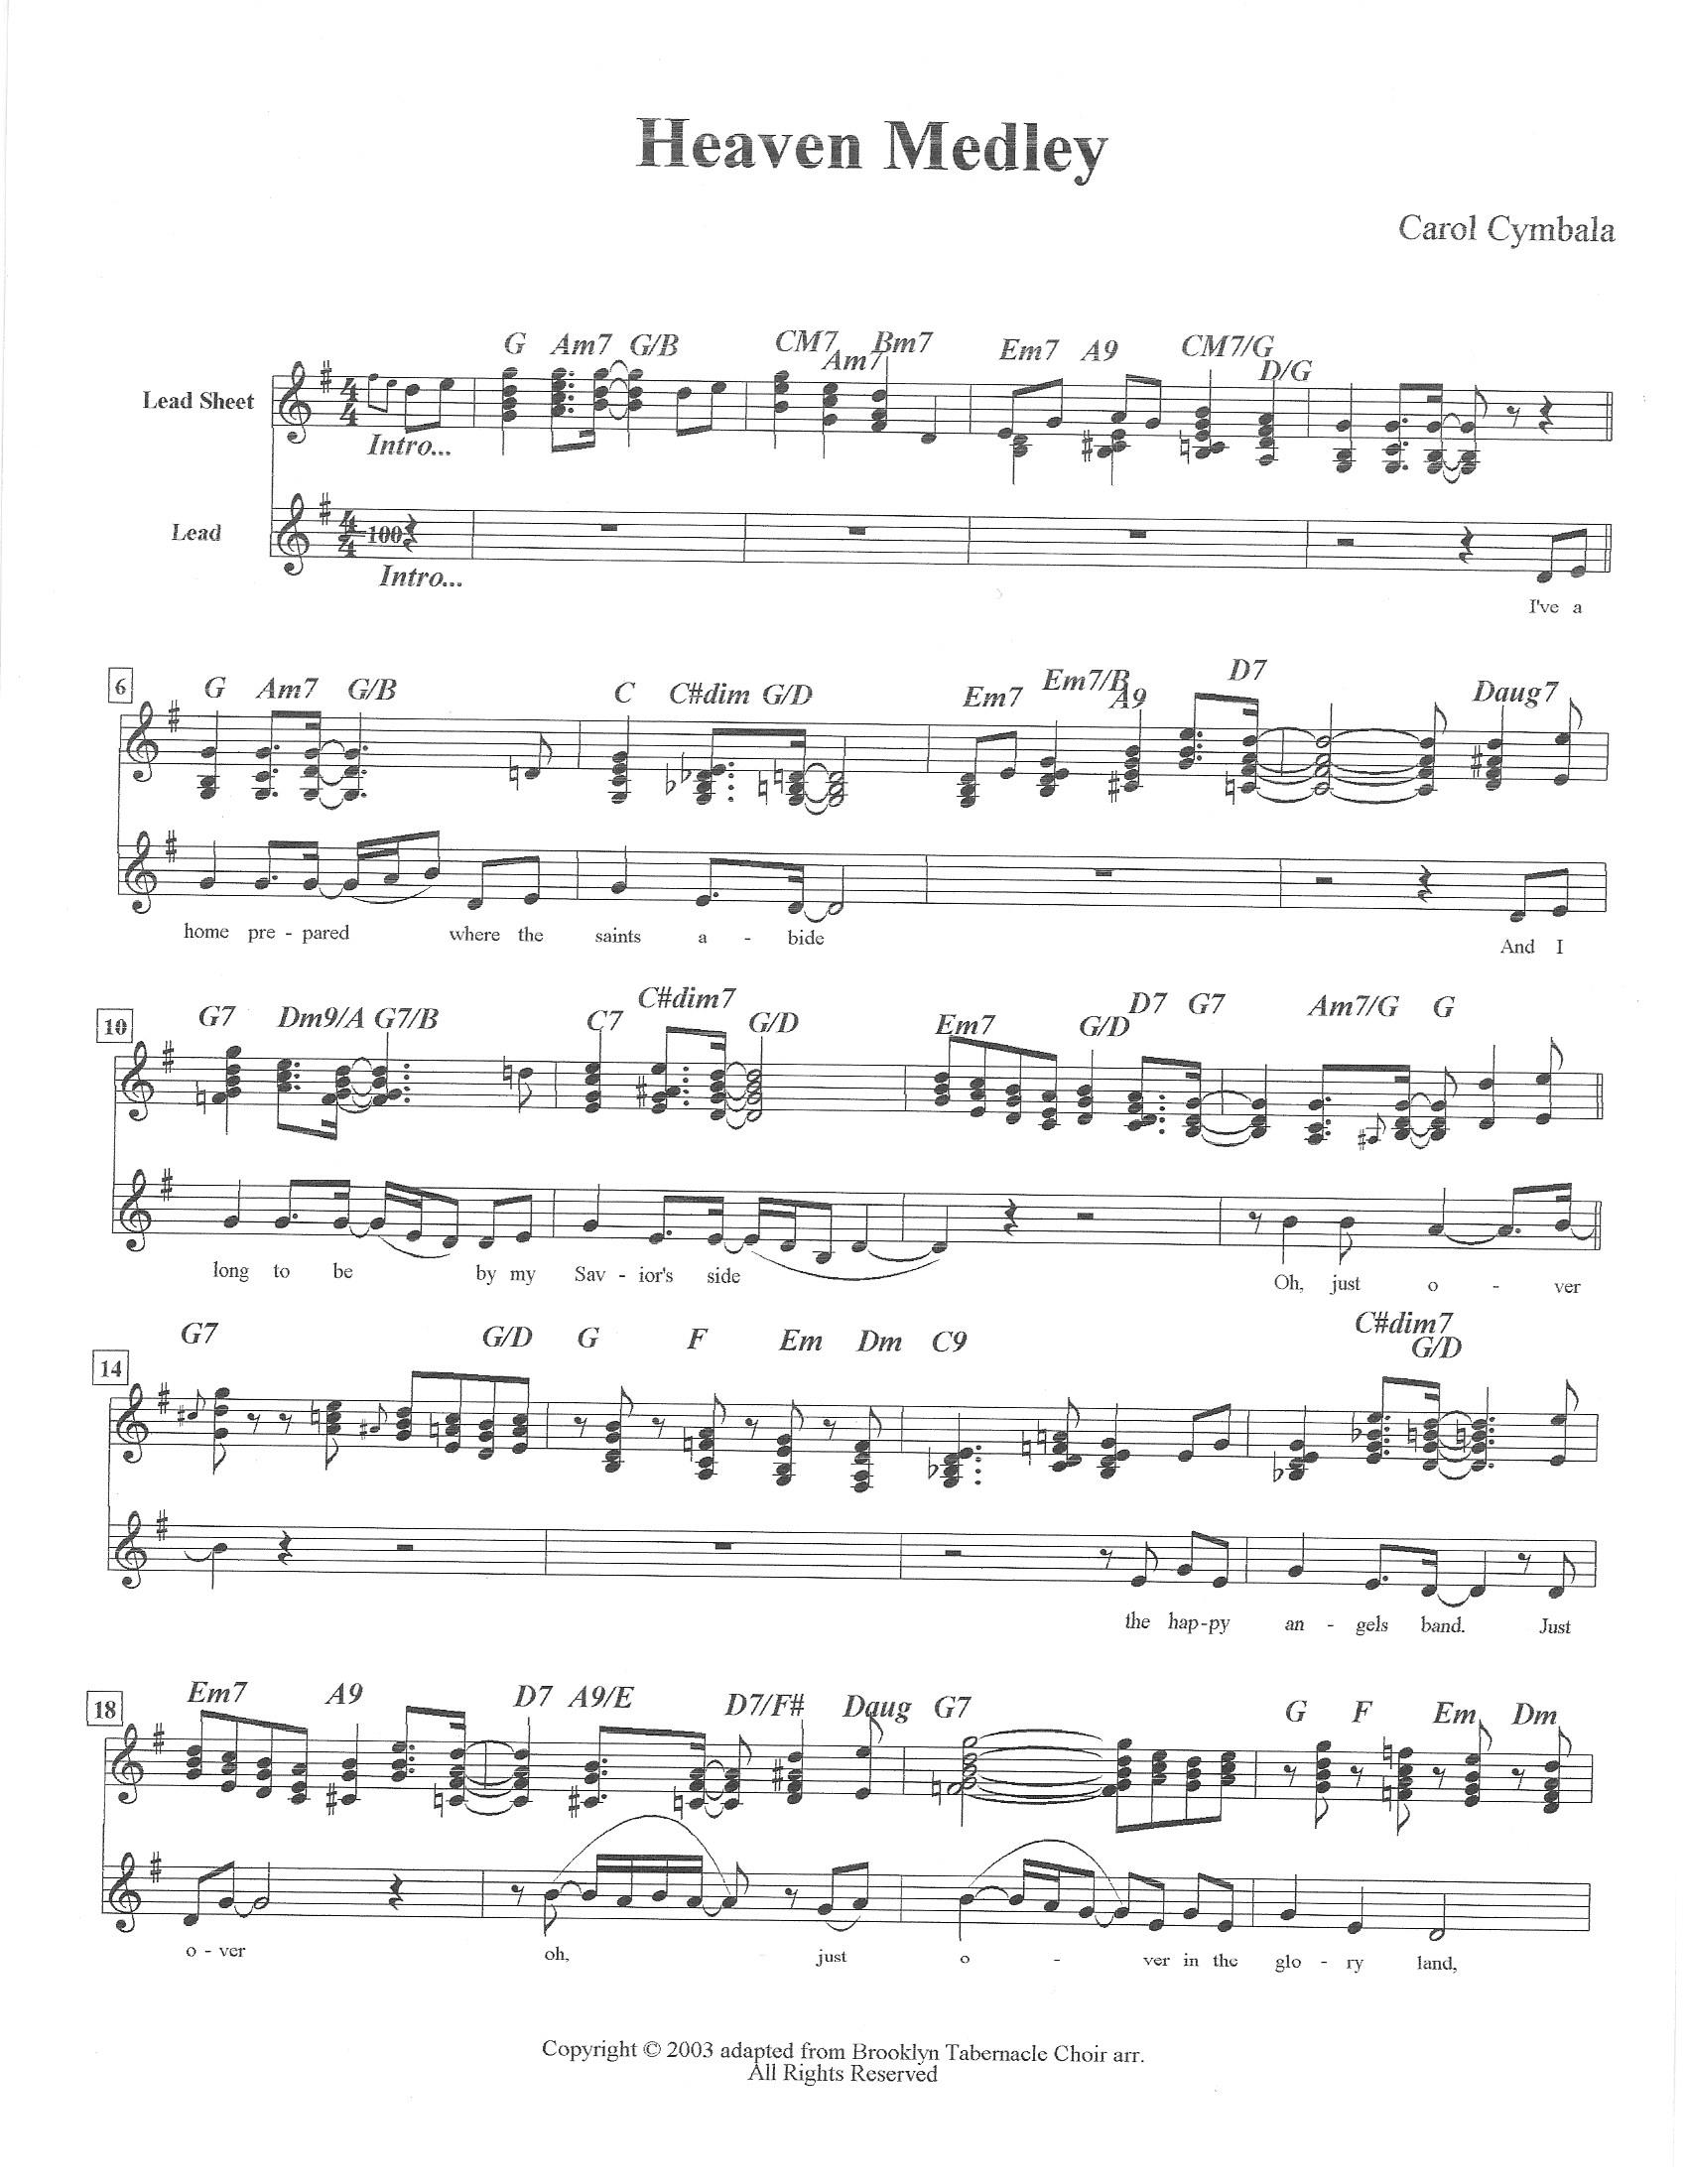 Heaven Medley
Carol Cymbala
G Am7 G/B CM7 Am7 Bm7 Em7 A9 CM7/G D/G
Lead Sheet
4 4
Intro...
Lead
4 4 100
Intro...
I've a
6
G Am7 G/B C C#dim G/D Em7 Em7/B A9 D7 Daug7
home pre - pared where the saints a - bide And I
10
G7 Dm9/A G7/B C7 C#dim7 G/D Em7 G/D D7 G7 Am7/G G
long to be by my Sav - ior's side Oh, just o - ver
14
G7 G/D G F Em Dm C9 C#dim7 G/D
the hap-py an - gels band. Just
18
Em7 A9 D7 A9/E D7/F# Daug G7 G F Em Dm
o - ver oh, just o - ver in the glo - ry land,
Copyright © 2003 adapted from Brooklyn Tabernacle Choir arr.
All Rights Reserved